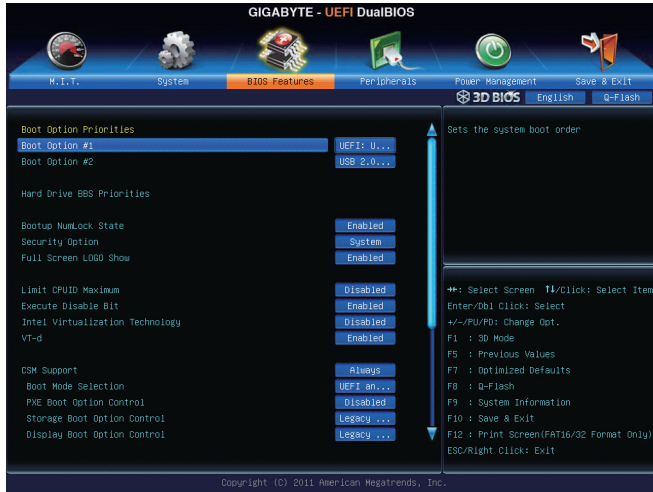 GIGABYTE - UEFI DualBIOS
M.I.T. System BIOS Features Peripherals Power Management Save & Exit
3D BIOS English Q-Flash
Boot Option Priorities
Boot Option #1 UEFI: U...
Boot Option #2 USB 2.0...
Hard Drive BBS Priorities
Bootup NumLock State Enabled
Security Option System
Full Screen LOGO Show Enabled
Limit CPUID Maximum Disabled
Execute Disable Bit Enabled
Intel Virtualization Technology Disabled
VT-d Enabled
CSM Support Always
Boot Mode Selection UEFI an...
PXE Boot Option Control Disabled
Storage Boot Option Control Legacy ...
Display Boot Option Control Legacy ...
Sets the system boot order
↔: Select Screen ↑↓/Click: Select Item
Enter/Dbl Click: Select
+/-/PU/PD: Change Opt.
F1 : 3D Mode
F5 : Previous Values
F7 : Optimized Defaults
F8 : Q-Flash
F9 : System Information
F10 : Save & Exit
F12 : Print Screen(FAT16/32 Format Only)
ESC/Right Click: Exit
Copyright (C) 2011 American Megatrends, Inc.